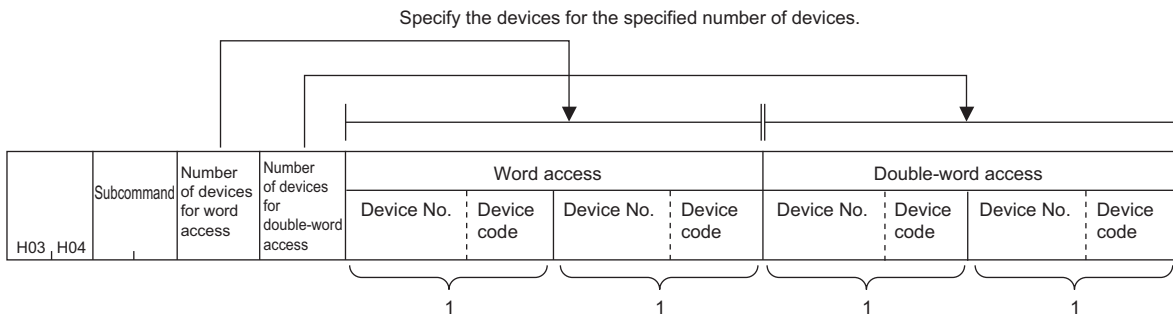 Specify the devices for the specified number of devices.
H03 H04
Subcommand
Number
of devices
for word
access
Number
of devices
for
double-word
access
Word access
Double-word access
Device No.
Device
code
Device No.
Device
code
Device No.
Device
code
Device No.
Device
code
1
1
1
1